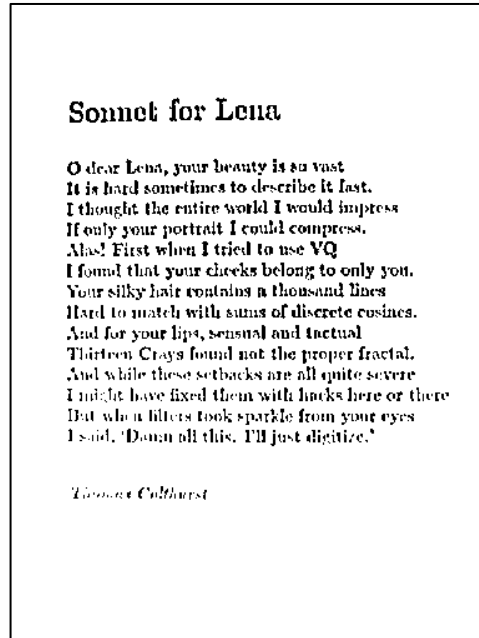 Sonnet for Lena
O dear Lena, your beauty is so vast
It is hard sometimes to describe it fast.
I thought the entire world I would impress
If only your portrait I could compress.
Alas! First when I tried to use VQ
I found that your cheeks belong to only you.
Your silky hair contains a thousand lines
Hard to match with sums of discrete cosines.
And for your lips, sensual and tactual
Thirteen Crays found not the proper fractal.
And while these setbacks are all quite severe
I might have fixed them with hacks here or there
But when filters took sparkle from your eyes
I said, 'Damn all this. I'll just digitize.'
Thomas Colthurst